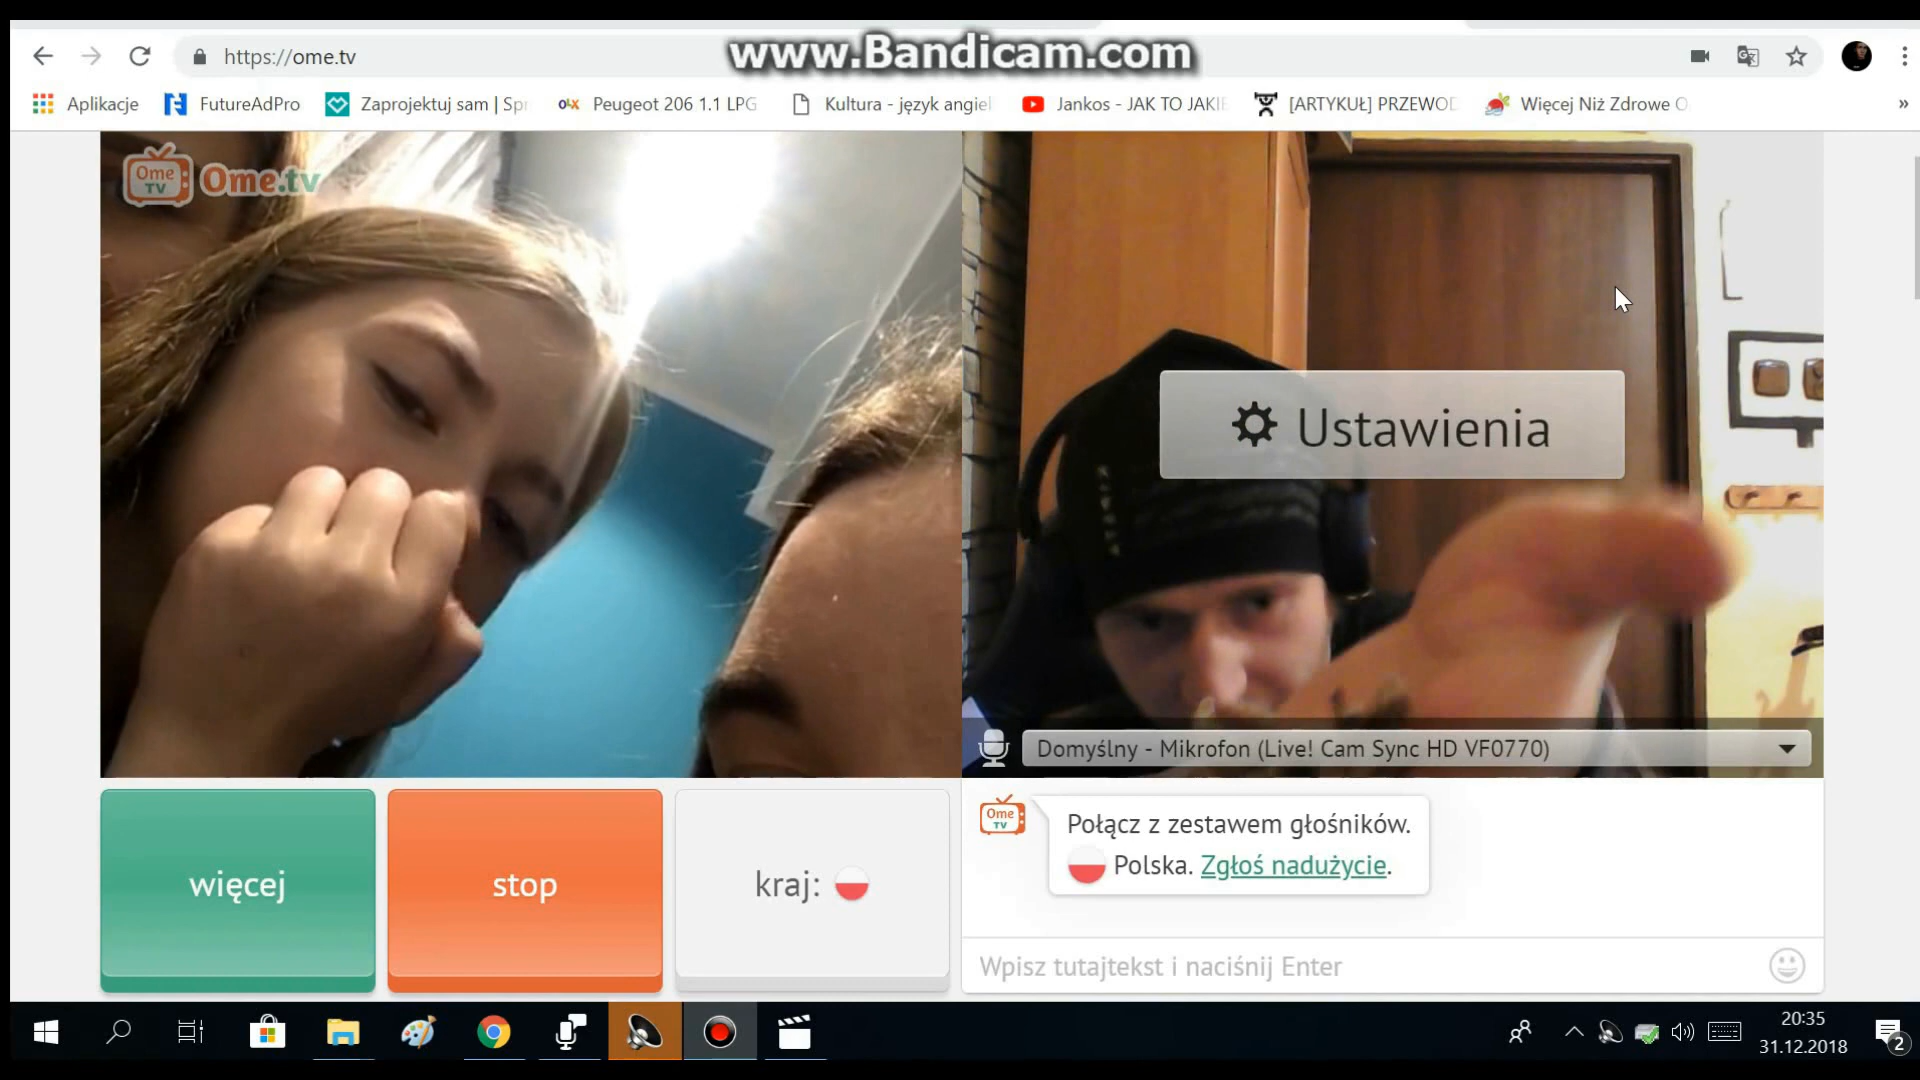 www.Bandicam.com
https://ome.tv
Aplikacje FutureAdPro Zaprojektuj sam | Spr OLX Peugeot 206 1.1 LPG Kultura - język angiel Jankos - JAK TO JAKIE [ARTYKUŁ] PRZEWOD Więcej Niż Zdrowe O »
Ome TV Ome.tv
Ustawienia
Domyślny - Mikrofon (Live! Cam Sync HD VF0770)
Ome TV
Połącz z zestawem głośników.
Polska. Zgłoś nadużycie.
więcej stop kraj:
Wpisz tutajtekst i naciśnij Enter
20:35
31.12.2018
2